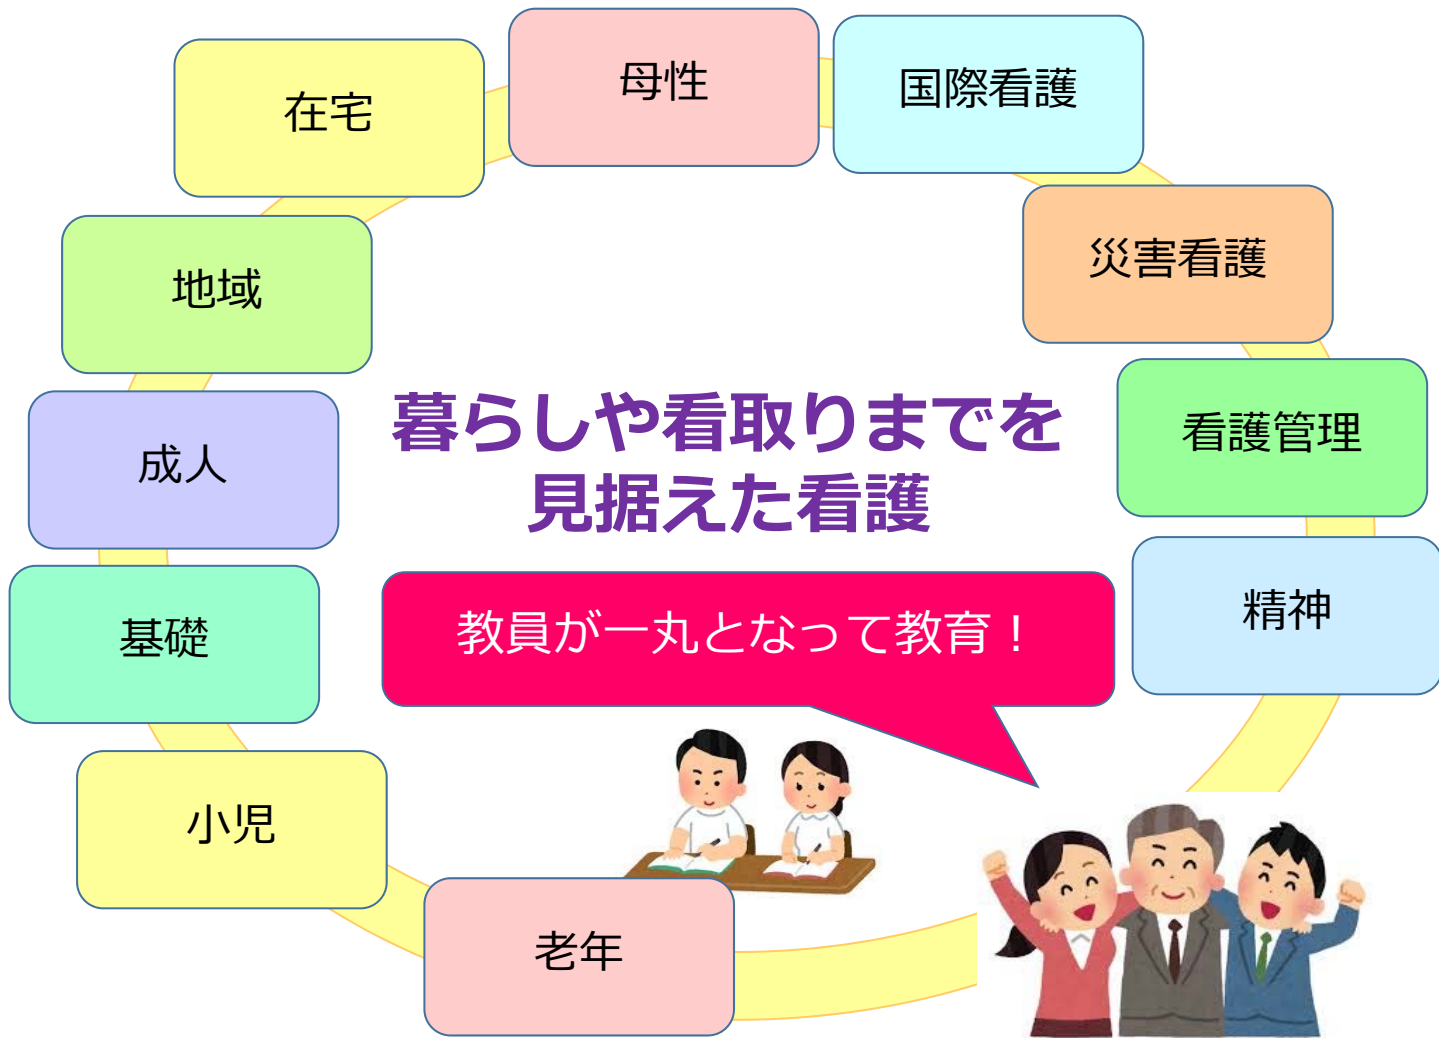 母性
国際看護
在宅
災害看護
地域
暮らしや看取りまでを
見据えた看護
看護管理
成人
教員が一丸となって教育！
精神
基礎
小児
老年